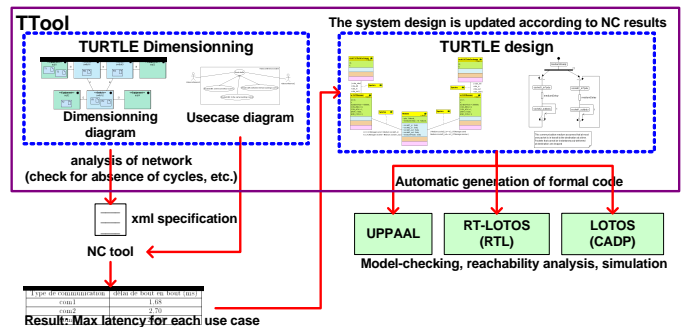 TTool
The system design is updated according to NC results
TURTLE Dimensionning
TURTLE design
Dimensionning
diagram
Usecase diagram
analysis of network
(check for absence of cycles, etc.)
Automatic generation of formal code
xml specification
NC tool
UPPAAL
RT-LOTOS
(RTL)
LOTOS
(CADP)
Model-checking, reachability analysis, simulation
Type de communication
délai de bout en bout (ms)
com1
1.68
com2
2.70
Result: Max latency for each use case